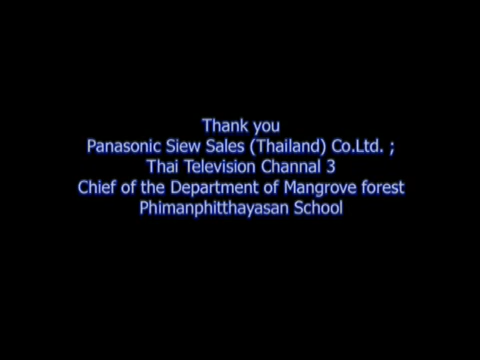 Thank you
Panasonic Siew Sales (Thailand) Co.Ltd. ;
Thai Television Channal 3
Chief of the Department of Mangrove forest
Phimanphitthayasan School